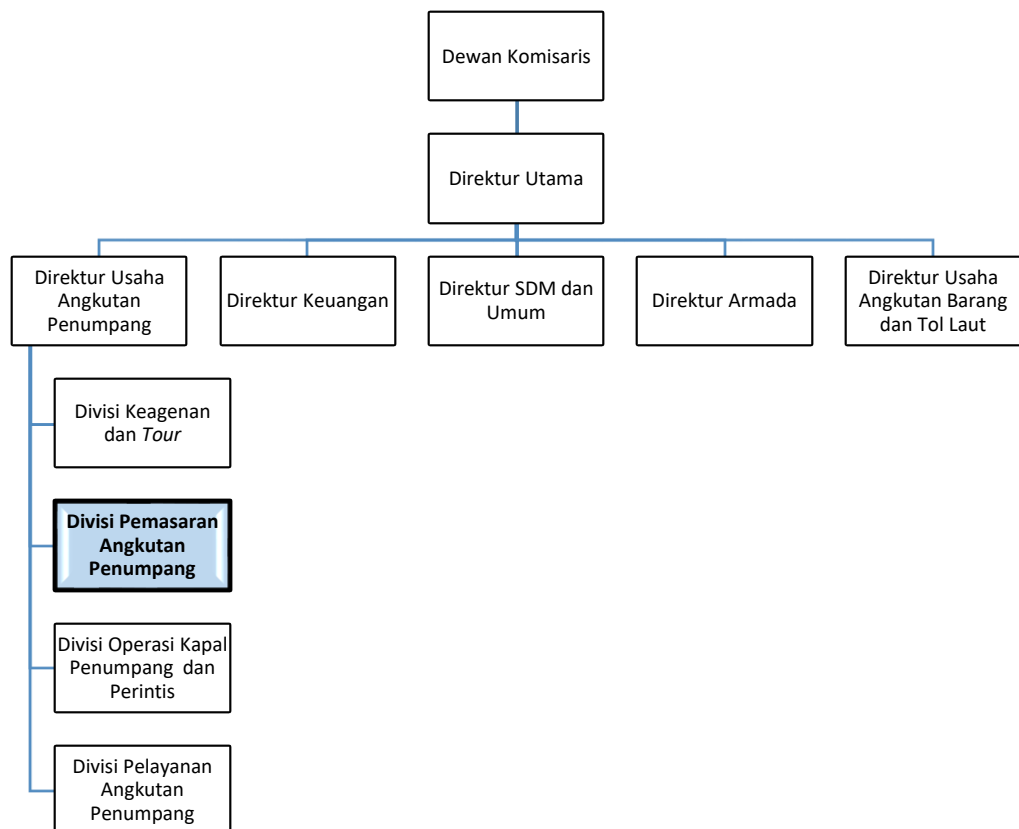 Dewan Komisaris
Direktur Utama
Direktur Usaha
Angkutan
Penumpang
Direktur Keuangan
Direktur SDM dan
Umum
Direktur Armada
Direktur Usaha
Angkutan Barang
dan Tol Laut
Divisi Keagenan
dan Tour
Divisi Pemasaran
Angkutan
Penumpang
Divisi Operasi Kapal
Penumpang dan
Perintis
Divisi Pelayanan
Angkutan
Penumpang